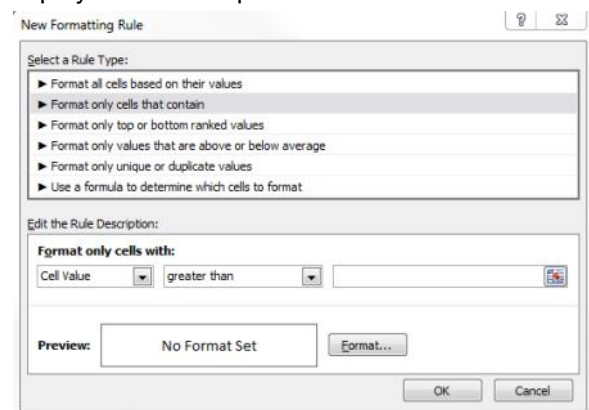 New Formatting Rule
Select a Rule Type:
► Format all cells based on their values
► Format only cells that contain
► Format only top or bottom ranked values
► Format only values that are above or below average
► Format only unique or duplicate values
► Use a formula to determine which cells to format
Edit the Rule Description:
Format only cells with:
Cell Value greater than
Preview: No Format Set Format...
OK Cancel